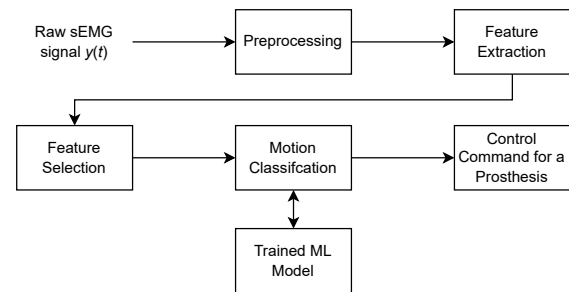 Raw sEMG
signal y(t)
Preprocessing
Feature
Extraction
Feature
Selection
Motion
Classifcation
Control
Command for a
Prosthesis
Trained ML
Model